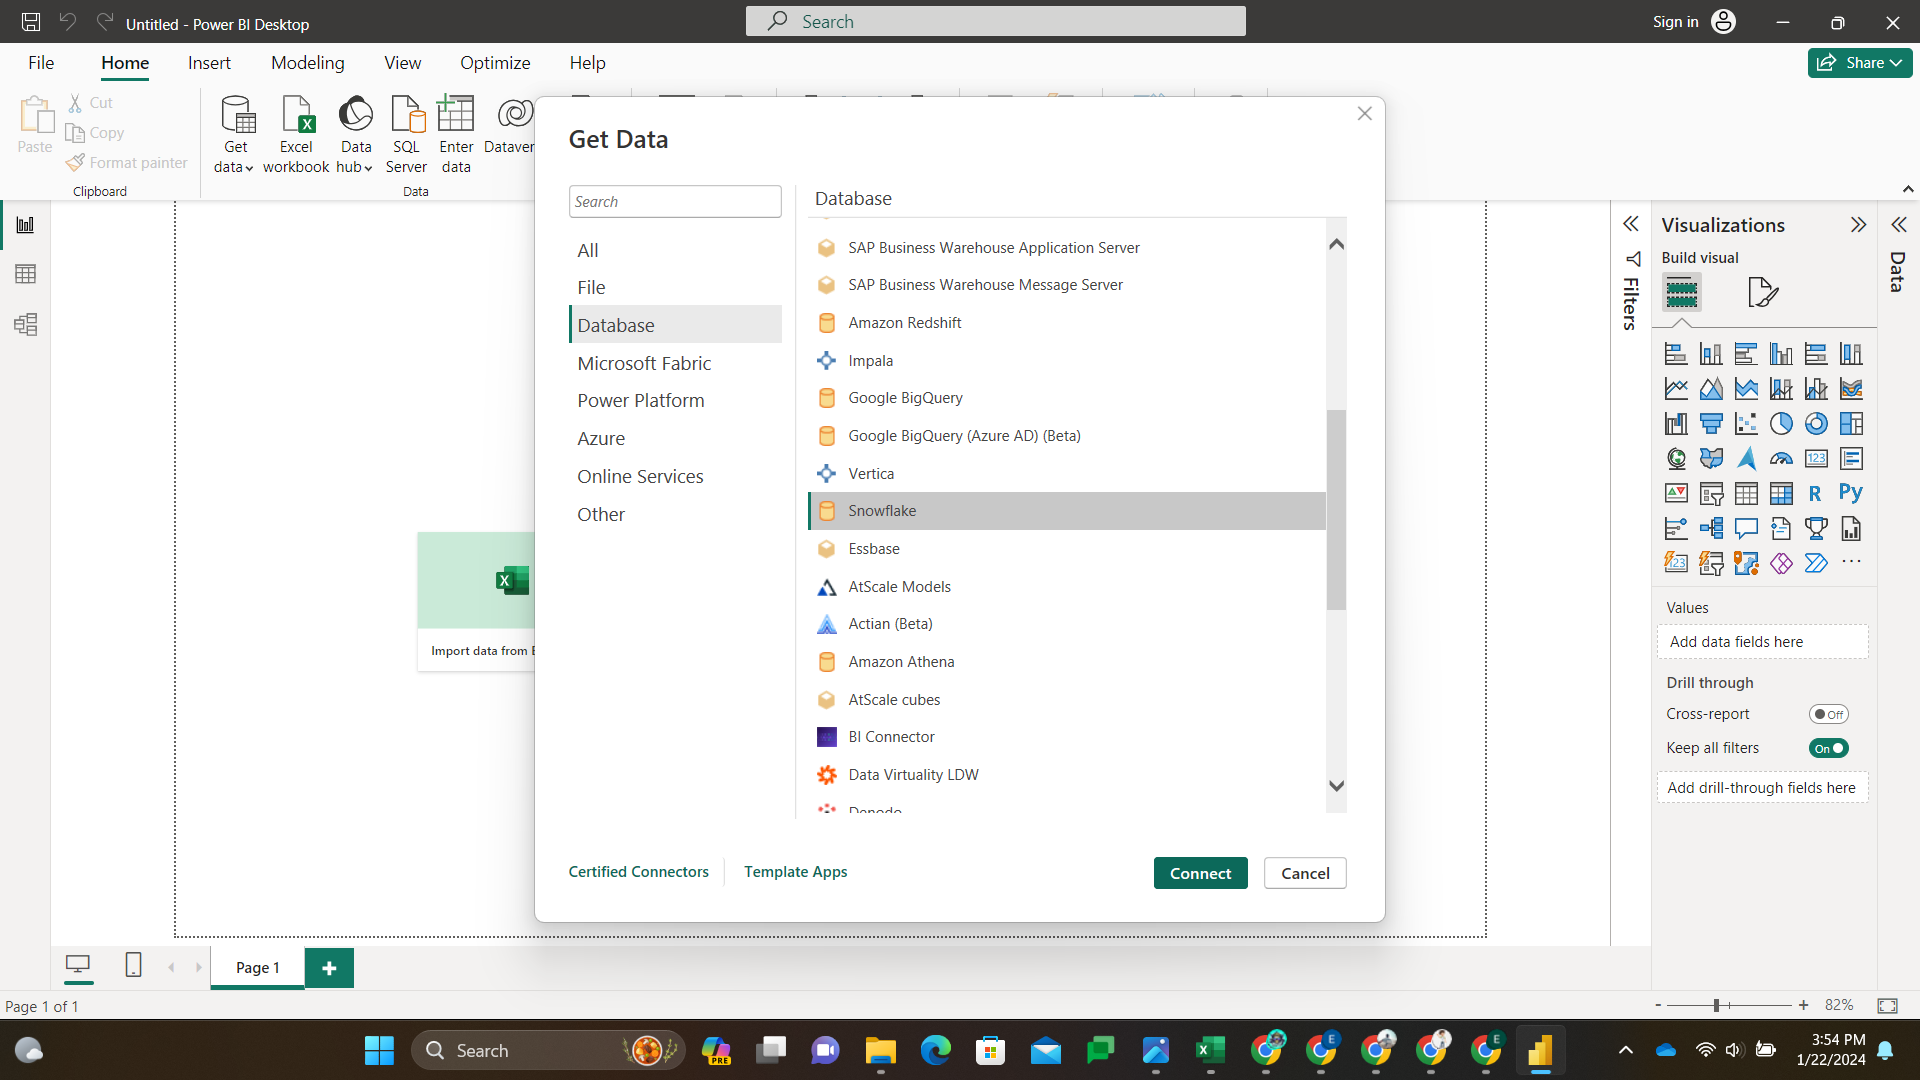 Untitled - Power BI Desktop
Search
Sign in
File
Home
Insert
Modeling
View
Optimize
Help
Share
Paste
Cut
Copy
Format painter
Clipboard
Get data
Excel workbook
Data hub
SQL Server
Enter data
Dataver
Data
Get Data
Search
All
File
Database
Microsoft Fabric
Power Platform
Azure
Online Services
Other
Database
SAP Business Warehouse Application Server
SAP Business Warehouse Message Server
Amazon Redshift
Impala
Google BigQuery
Google BigQuery (Azure AD) (Beta)
Vertica
Snowflake
Essbase
AtScale Models
Actian (Beta)
Amazon Athena
AtScale cubes
BI Connector
Data Virtuality LDW
Denodo
Certified Connectors
Template Apps
Connect
Cancel
Import data from E
Filters
Visualizations
Build visual
123
R
Py
123
Values
Add data fields here
Drill through
Cross-report
Off
Keep all filters
On
Add drill-through fields here
Data
Page 1
Page 1 of 1
- + 82%
Search
PRE
E
E
3:54 PM
1/22/2024